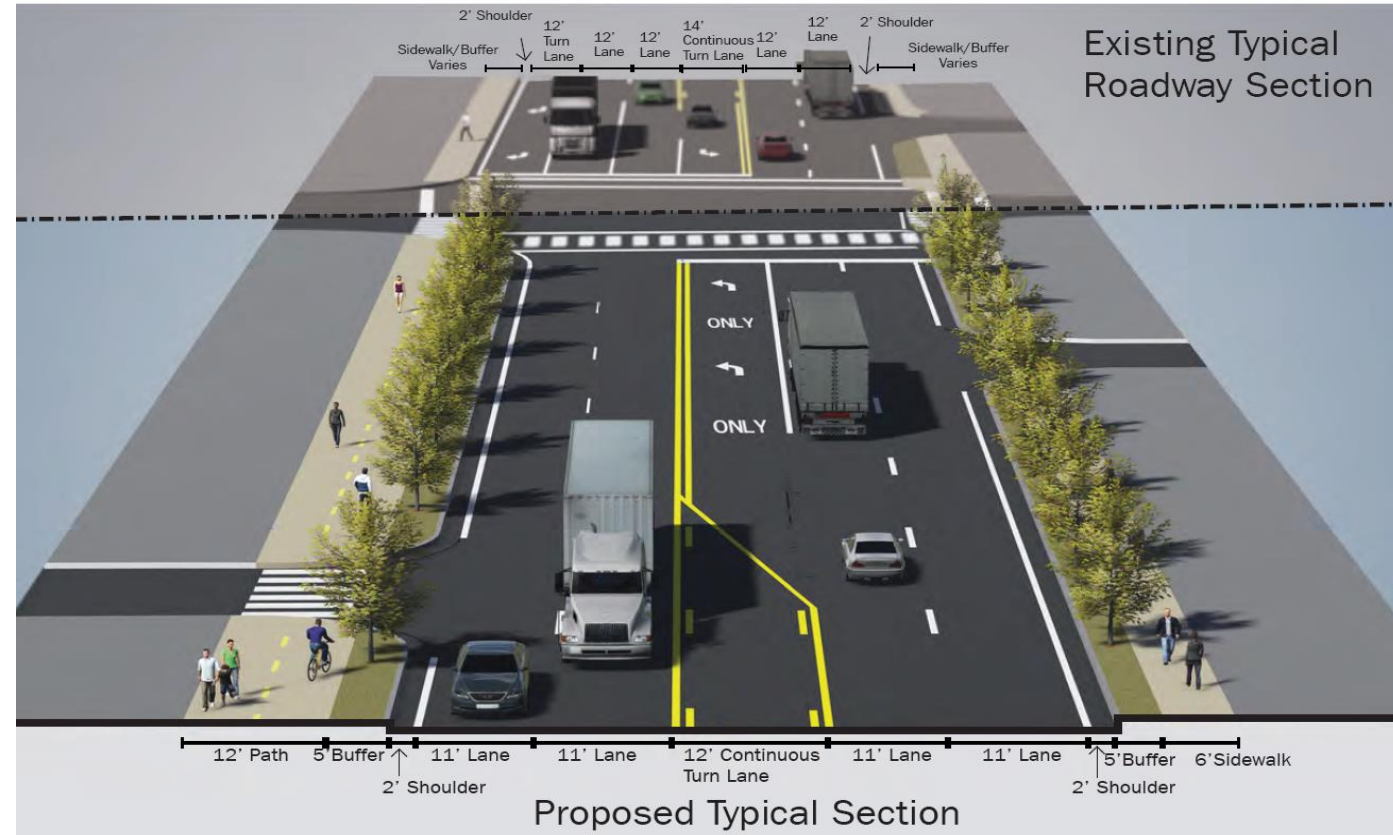 Existing Typical
Roadway Section
Sidewalk/Buffer
Varies
2' Shoulder
12'
Turn
Lane
12'
Lane
12'
Lane
14'
Continuous
Turn Lane
12'
Lane
12'
Lane
2' Shoulder
Sidewalk/Buffer
Varies
ONLY
ONLY
12' Path
5'Buffer
2' Shoulder
11' Lane
11' Lane
12' Continuous
Turn Lane
11' Lane
11' Lane
2' Shoulder
5'Buffer
6'Sidewalk
Proposed Typical Section